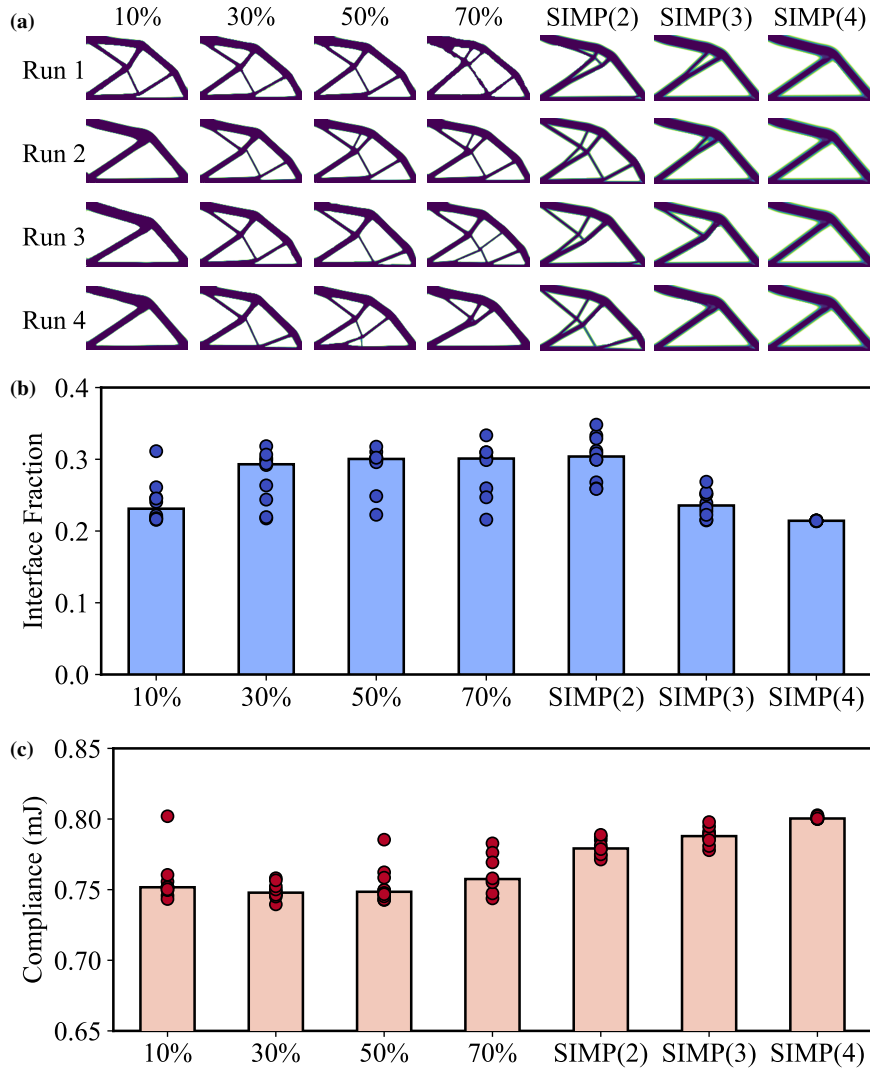 (a) 10% 30% 50% 70% SIMP(2) SIMP(3) SIMP(4)
Run 1
Run 2
Run 3
Run 4
(b)
0.4
0.3
0.2
0.1
0.0
Interface Fraction
10% 30% 50% 70% SIMP(2) SIMP(3) SIMP(4)
(c)
0.85
0.80
0.75
0.70
0.65
Compliance (mJ)
10% 30% 50% 70% SIMP(2) SIMP(3) SIMP(4)